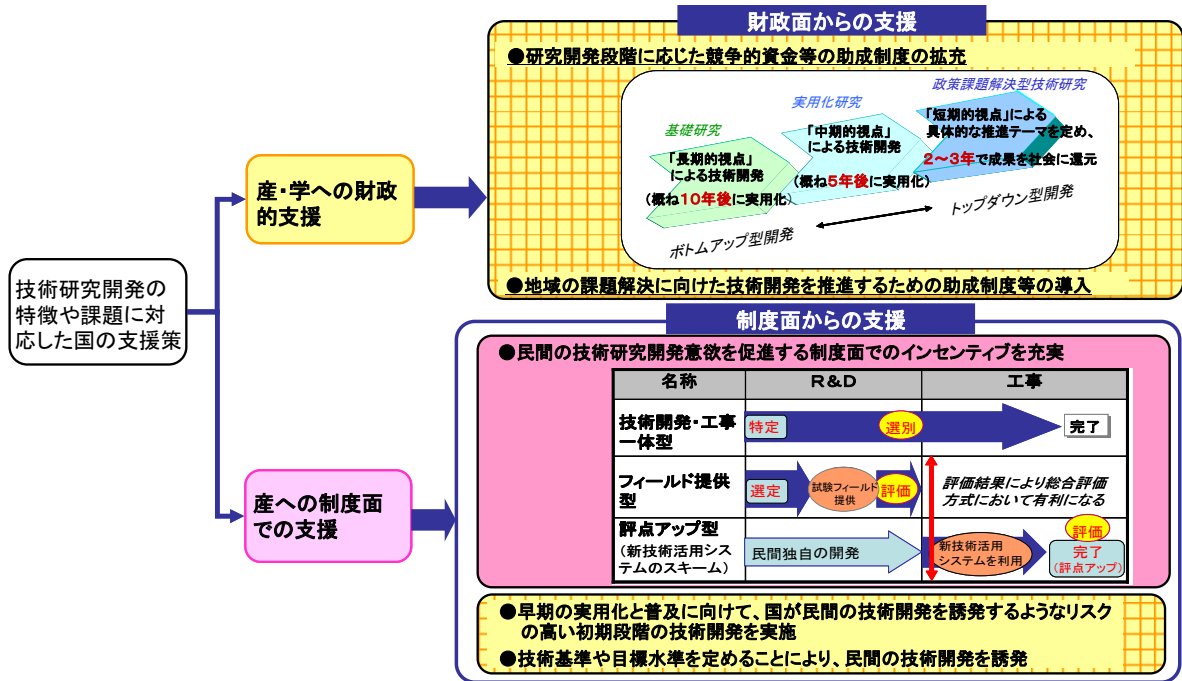 技術研究開発の
特徴や課題に対
応した国の支援策
産・学への財政
的支援
財政面からの支援
●研究開発段階に応じた競争的資金等の助成制度の拡充
基礎研究
「長期的視点」
による技術開発
(概ね10年後に実用化)
実用化研究
「中期的視点」
による技術開発
(概ね5年後に実用化)
政策課題解決型技術研究
「短期的視点」による
具体的な推進テーマを定め、
2～3年で成果を社会に還元
ボトムアップ型開発
トップダウン型開発
●地域の課題解決に向けた技術開発を推進するための助成制度等の導入
産への制度面
での支援
制度面からの支援
●民間の技術研究開発意欲を促進する制度面でのインセンティブを充実
名称 R&D 工事
技術開発・工事
一体型
特定 選別 完了
フィールド提供
型
選定
試験フィールド
提供
評価
評価結果により総合評価
方式において有利になる
評点アップ型
(新技術活用シス
テムのスキーム)
民間独自の開発
新技術活用
システムを利用
評価
完了
(評点アップ)
●早期の実用化と普及に向けて、国が民間の技術開発を誘発するようなリスク
の高い初期段階の技術開発を実施
●技術基準や目標水準を定めることにより、民間の技術開発を誘発